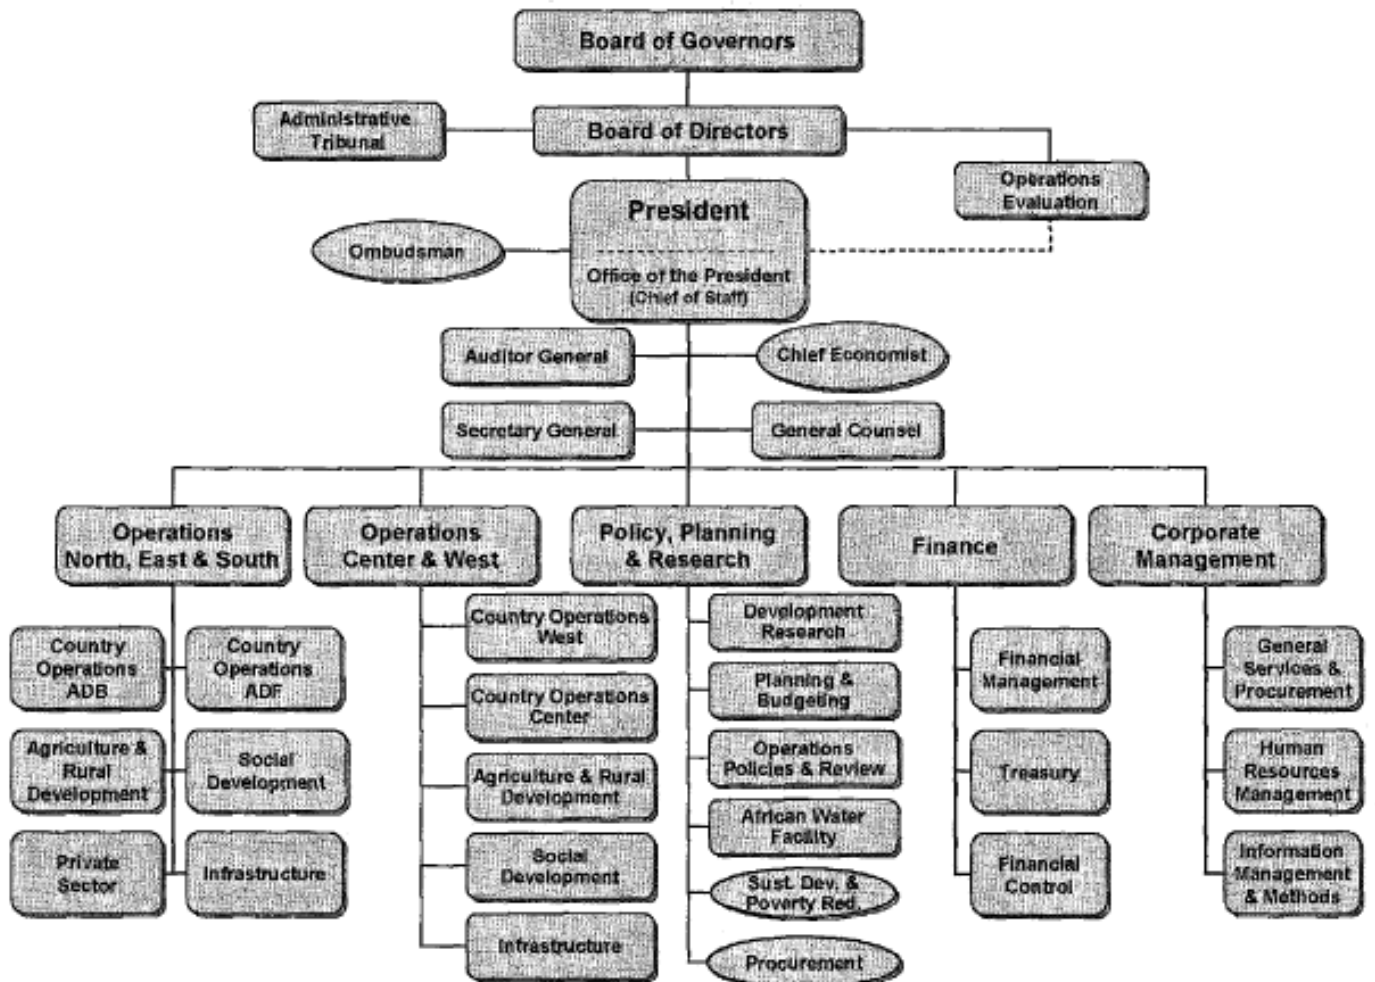 Board of Governors
Administrative
Tribunal
Board of Directors
Operations
Evaluation
President
Ombudsman
Office of the President
(Chief of Staff)
Auditor General
Chief Economist
Secretary General
General Counsel
Operations
North, East & South
Operations
Center & West
Policy, Planning
& Research
Finance
Corporate
Management
Country
Operations
ADB
Country
Operations
ADF
Agriculture &
Rural
Development
Social
Development
Private
Sector
Infrastructure
Country Operations
West
Country Operations
Center
Agriculture & Rural
Development
Social
Development
Infrastructure
Development
Research
Planning &
Budgeting
Operations
Policies & Review
African Water
Facility
Sust. Dev. &
Poverty Red.
Procurement
Financial
Management
Treasury
Financial
Control
General
Services &
Procurement
Human
Resources
Management
Information
Management
& Methods